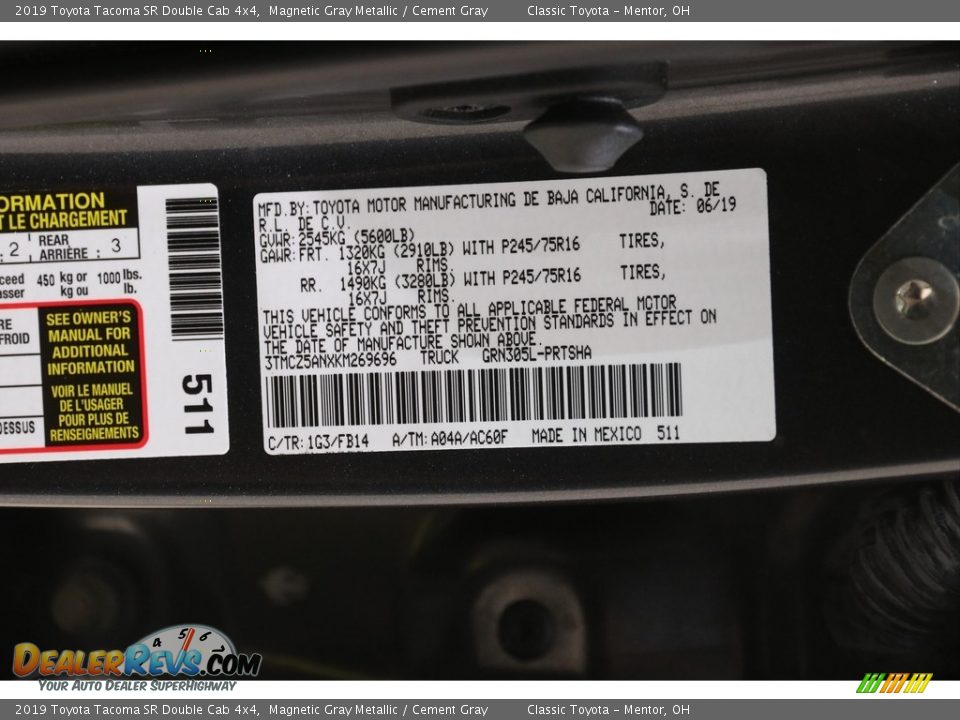 2019 Toyota Tacoma SR Double Cab 4x4,  Magnetic Gray Metallic / Cement Gray  Classic Toyota – Mentor, OH
ORMATION
T LE CHARGEMENT
2 REAR ARRIÈRE : 3
450 kg or 1000 lbs.
kg ou lb.
SEE OWNER'S
MANUAL FOR
ADDITIONAL
INFORMATION
VOIR LE MANUEL
DE L'USAGER
POUR PLUS DE
RENSEIGNEMENTS
511
MFD.BY:TOYOTA MOTOR MANUFACTURING DE BAJA CALIFORNIA, S. DE
R.L. DE C.V. DATE: 06/19
GVWR:2545KG (5600LB)
GAWR:FRT. 1320KG (2910LB) WITH P245/75R16 TIRES,
16X7J RIMS.
RR. 1490KG (3280LB) WITH P245/75R16 TIRES,
16X7J RIMS.
THIS VEHICLE CONFORMS TO ALL APPLICABLE FEDERAL MOTOR
VEHICLE SAFETY AND THEFT PREVENTION STANDARDS IN EFFECT ON
THE DATE OF MANUFACTURE SHOWN ABOVE.
3TMCZ5ANXKM269696 TRUCK GRN305L-PRTSHA
C/TR:1G3/FB14 A/TM:A04A/AC60F MADE IN MEXICO 511
4 5 6
DEALERREVS.COM
YOUR AUTO DEALER SUPERHIGHWAY
2019 Toyota Tacoma SR Double Cab 4x4,  Magnetic Gray Metallic / Cement Gray  Classic Toyota – Mentor, OH